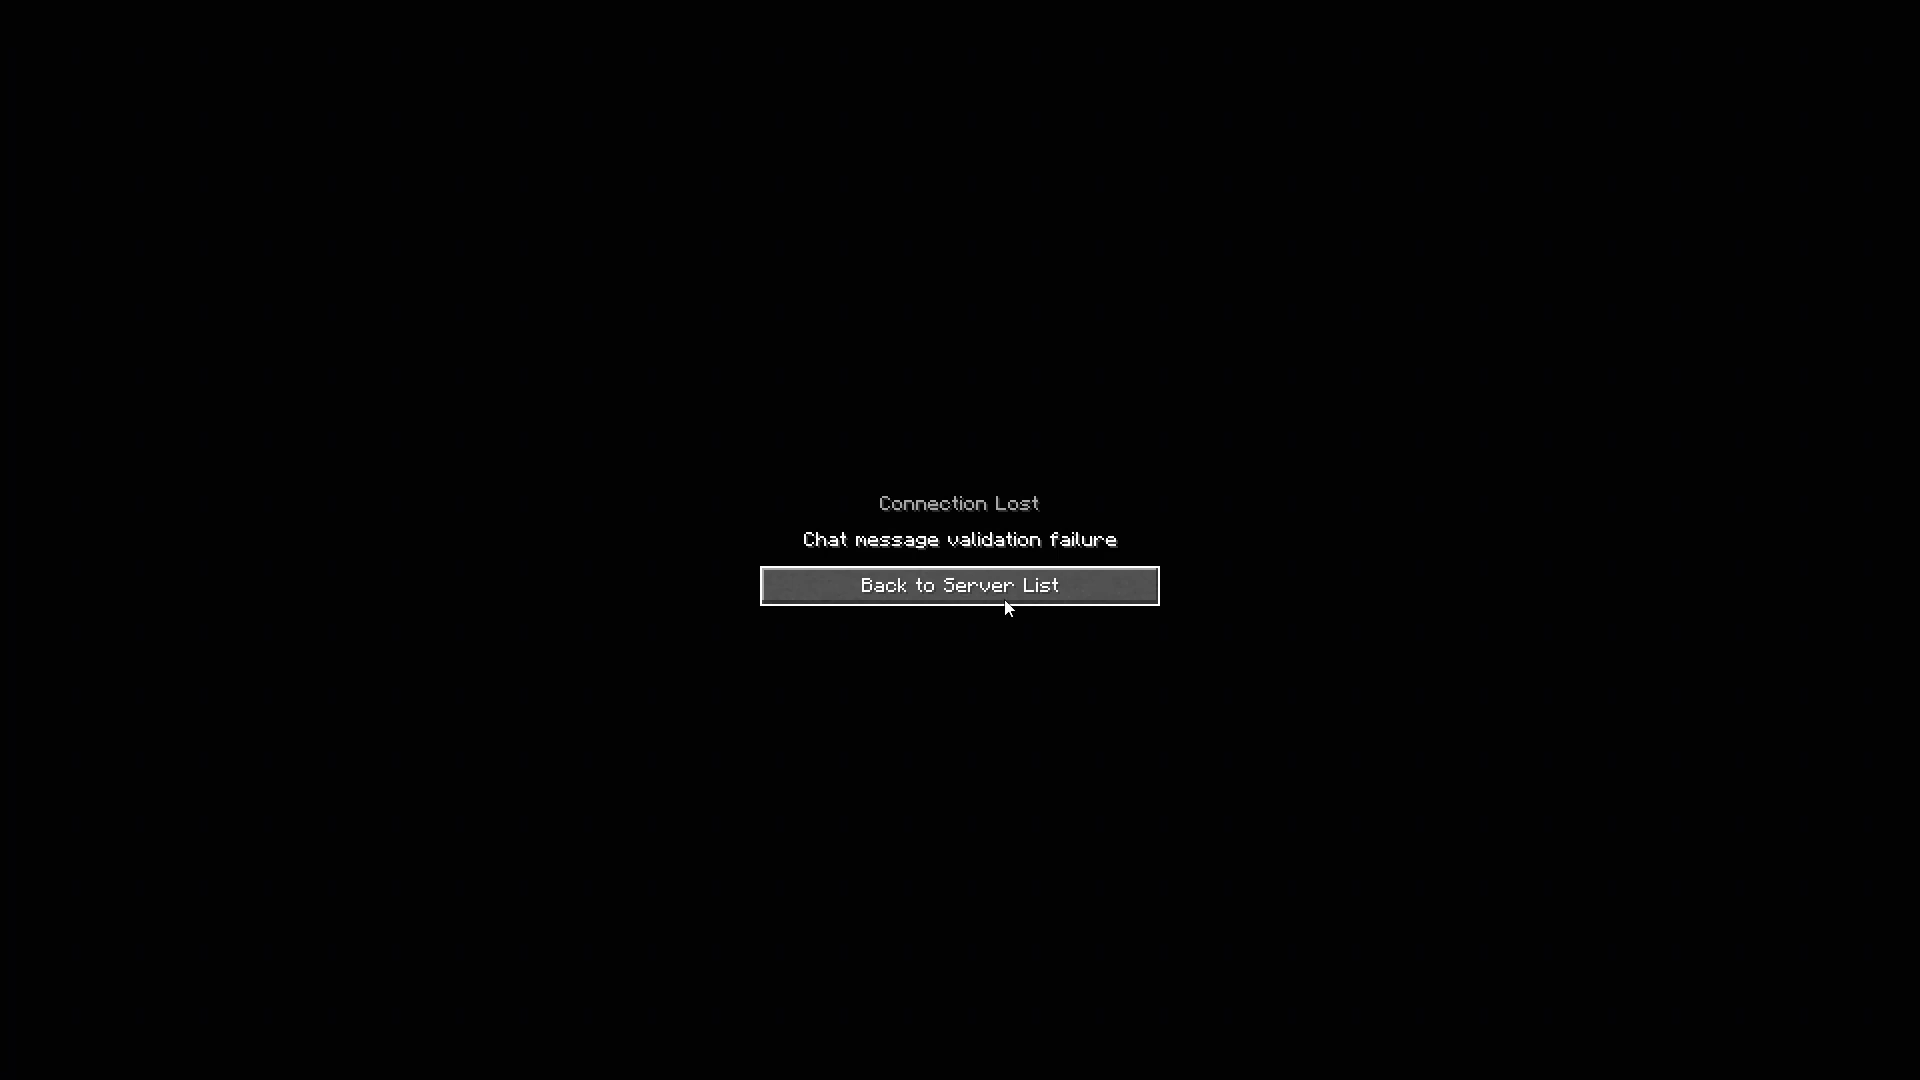 Connection Lost
Chat message validation failure
Back to Server List